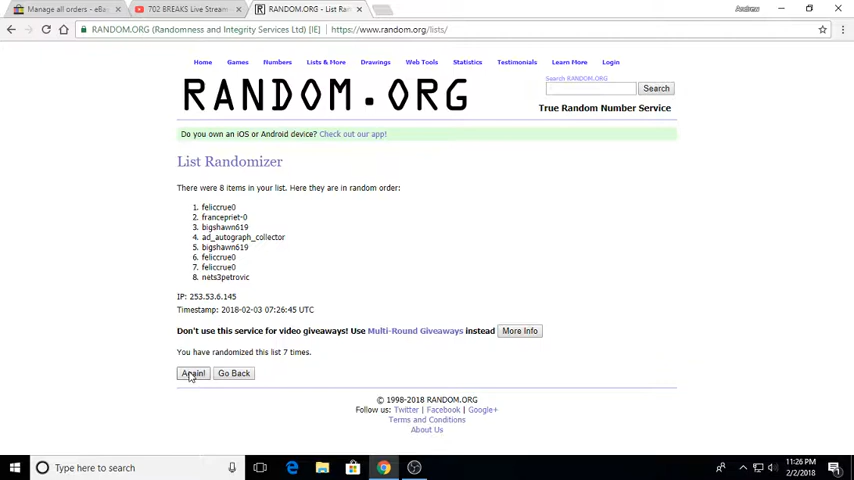 Manage all orders - eBa
702 BREAKS Live Stream
RANDOM.ORG - List Ran
Andrew
RANDOM.ORG (Randomness and Integrity Services Ltd) [IE]
https://www.random.org/lists/
Home Games Numbers Lists & More Drawings Web Tools Statistics Testimonials Learn More Login
RANDOM.ORG
Search RANDOM.ORG
Search
True Random Number Service
Do you own an iOS or Android device? Check out our app!
List Randomizer
There were 8 items in your list. Here they are in random order:
1. feliccrue0
2. francepriet-0
3. bigshawn619
4. ad_autograph_collector
5. bigshawn619
6. feliccrue0
7. feliccrue0
8. nets3petrovic
IP: 253.53.6.145
Timestamp: 2018-02-03 07:26:45 UTC
Don't use this service for video giveaways! Use Multi-Round Giveaways instead More Info
You have randomized this list 7 times.
Again! Go Back
© 1998-2018 RANDOM.ORG
Follow us: Twitter | Facebook | Google+
Terms and Conditions
About Us
Type here to search
11:26 PM
2/2/2018